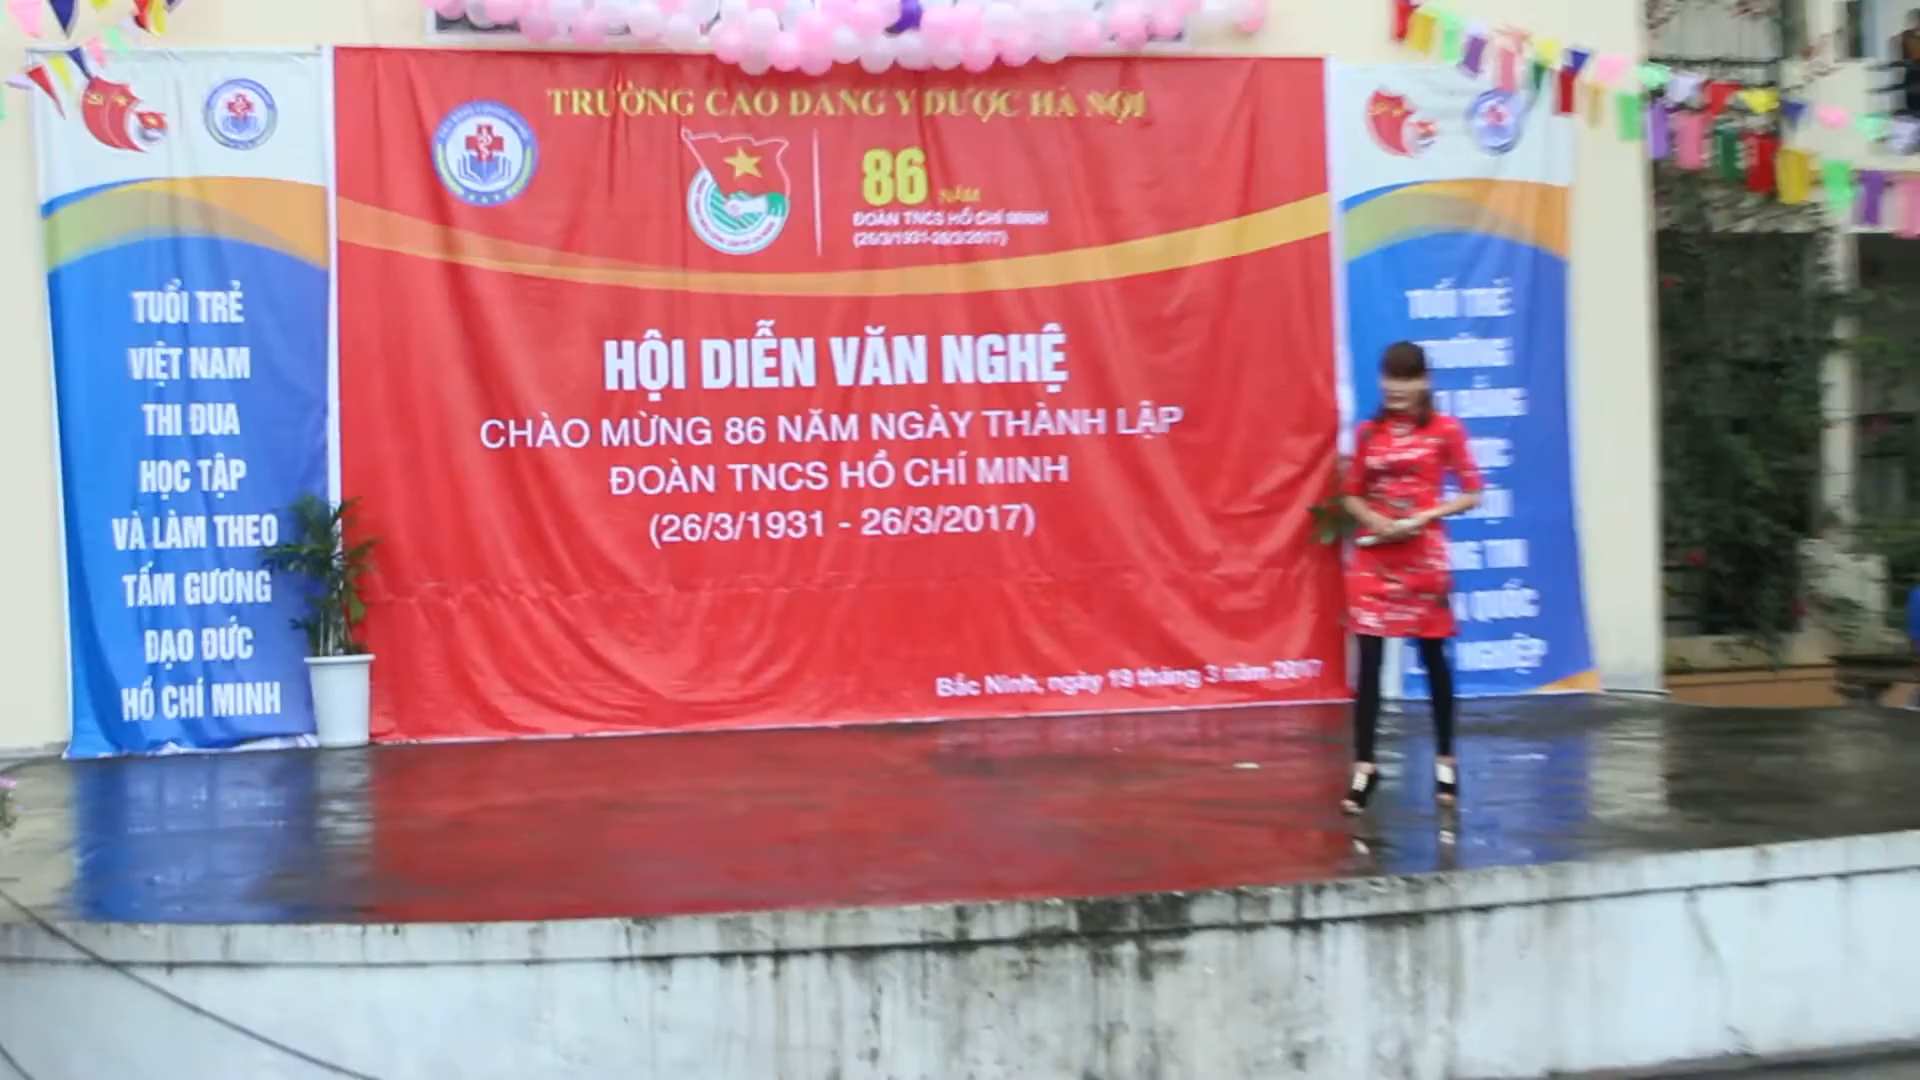 TRƯỜNG CAO ĐẲNG Y DƯỢC HÀ NỘI
86 NĂM
ĐOÀN TNCS HỒ CHÍ MINH
(26/3/1931-26/3/2017)
HỘI DIỄN VĂN NGHỆ
CHÀO MỪNG 86 NĂM NGÀY THÀNH LẬP
ĐOÀN TNCS HỒ CHÍ MINH
(26/3/1931 - 26/3/2017)
Bắc Ninh, ngày 19 tháng 3 năm 2017
TUỔI TRẺ
VIỆT NAM
THI ĐUA
HỌC TẬP
VÀ LÀM THEO
TẤM GƯƠNG
ĐẠO ĐỨC
HỒ CHÍ MINH
TUỔI TRẺ
QUỐC
NGHIỆP